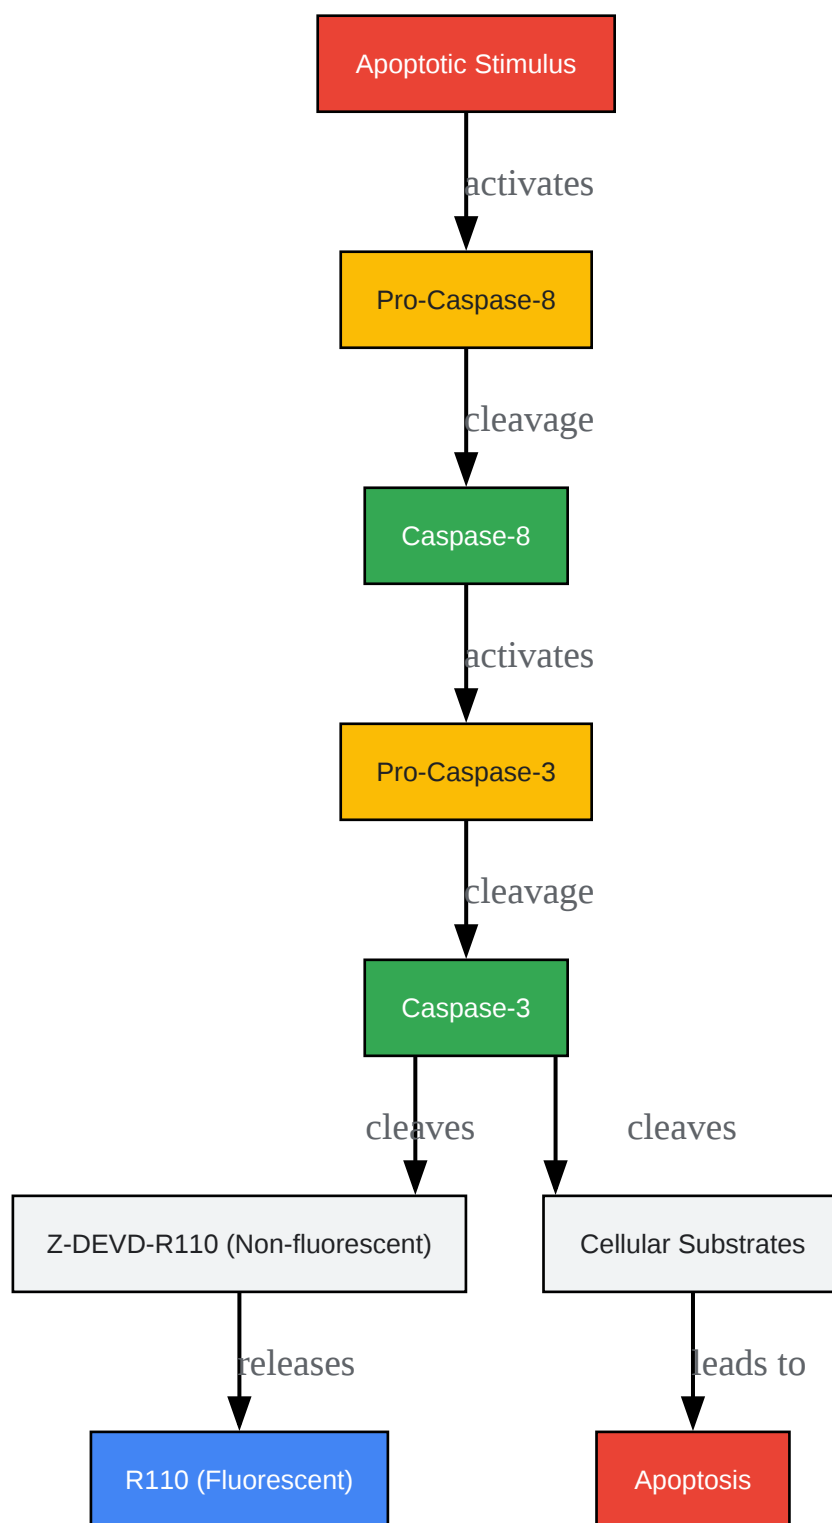 Apoptotic Stimulus
activates
Pro-Caspase-8
cleavage
Caspase-8
activates
Pro-Caspase-3
cleavage
Caspase-3
cleaves
cleaves
Z-DEVD-R110 (Non-fluorescent)
Cellular Substrates
releases
leads to
R110 (Fluorescent)
Apoptosis